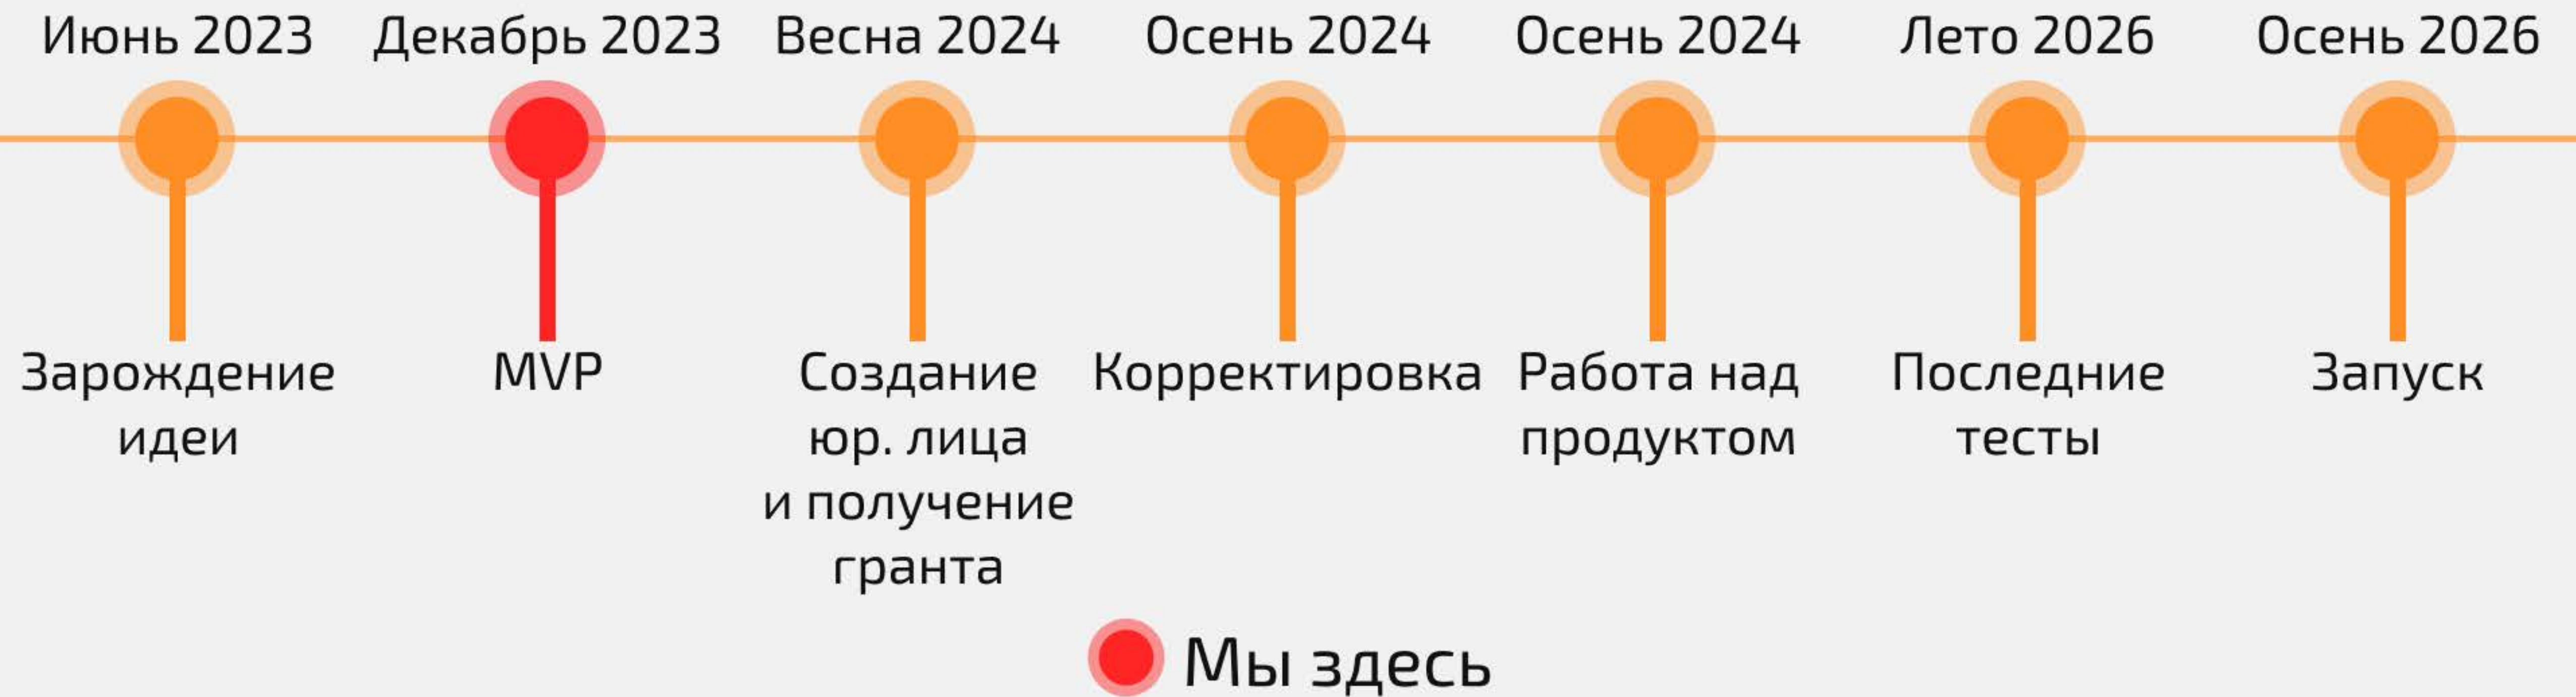 Июнь 2023
Декабрь 2023
Весна 2024
Осень 2024
Осень 2024
Лето 2026
Осень 2026
Зарождение
идеи
MVP
Создание
юр. лица
и получение
гранта
Корректировка
Работа над
продуктом
Последние
тесты
Запуск
Мы здесь